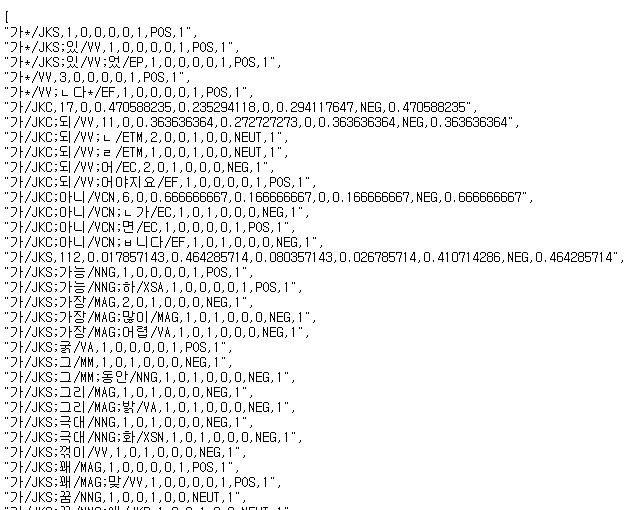 [
"가*/JKS,1,0,0,0,0,1,POS,1",
"가*/JKS;있/VV,1,0,0,0,0,1,POS,1",
"가*/JKS;있/VV;었/EP,1,0,0,0,0,1,POS,1",
"가*/VV,3,0,0,0,0,1,POS,1",
"가*/VV;ㄴ다*/EF,1,0,0,0,0,1,POS,1",
"가/JKC,17,0,0.470588235,0.235294118,0,0.294117647,NEG,0.470588235",
"가/JKC;되/VV,11,0,0.363636364,0.272727273,0,0.363636364,NEG,0.363636364",
"가/JKC;되/VV;ㄴ/ETM,2,0,0,1,0,0,NEUT,1",
"가/JKC;되/VV;ㄹ/ETM,1,0,0,1,0,0,NEUT,1",
"가/JKC;되/VV;어/EC,2,0,1,0,0,0,NEG,1",
"가/JKC;되/VV;어야지요/EF,1,0,0,0,0,1,POS,1",
"가/JKC;아니/VCN,6,0,0.666666667,0.166666667,0,0.166666667,NEG,0.666666667",
"가/JKC;아니/VCN;ㄴ가/EC,1,0,1,0,0,0,NEG,1",
"가/JKC;아니/VCN;면/EC,1,0,0,0,0,1,POS,1",
"가/JKC;아니/VCN;ㅂ니다/EF,1,0,1,0,0,0,NEG,1",
"가/JKS,112,0.017857143,0.464285714,0.080357143,0.026785714,0.410714286,NEG,0.464285714",
"가/JKS;가능/NNG,1,0,0,0,0,1,POS,1",
"가/JKS;가능/NNG;하/XSA,1,0,0,0,0,1,POS,1",
"가/JKS;가장/MAG,2,0,1,0,0,0,NEG,1",
"가/JKS;가장/MAG;많이/MAG,1,0,1,0,0,0,NEG,1",
"가/JKS;가장/MAG;어렵/VA,1,0,1,0,0,0,NEG,1",
"가/JKS;굵/VA,1,0,0,0,0,1,POS,1",
"가/JKS;그/MM,1,0,1,0,0,0,NEG,1",
"가/JKS;그/MM;동안/NNG,1,0,1,0,0,0,NEG,1",
"가/JKS;그리/MAG,1,0,1,0,0,0,NEG,1",
"가/JKS;그리/MAG;밝/VA,1,0,1,0,0,0,NEG,1",
"가/JKS;극대/NNG,1,0,1,0,0,0,NEG,1",
"가/JKS;극대/NNG;화/XSN,1,0,1,0,0,0,NEG,1",
"가/JKS;꺾이/VV,1,0,1,0,0,0,NEG,1",
"가/JKS;꽤/MAG,1,0,0,0,0,1,POS,1",
"가/JKS;꽤/MAG;맞/VV,1,0,0,0,0,1,POS,1",
"가/JKS;꿈/NNG,1,0,0,1,0,0,NEUT,1",